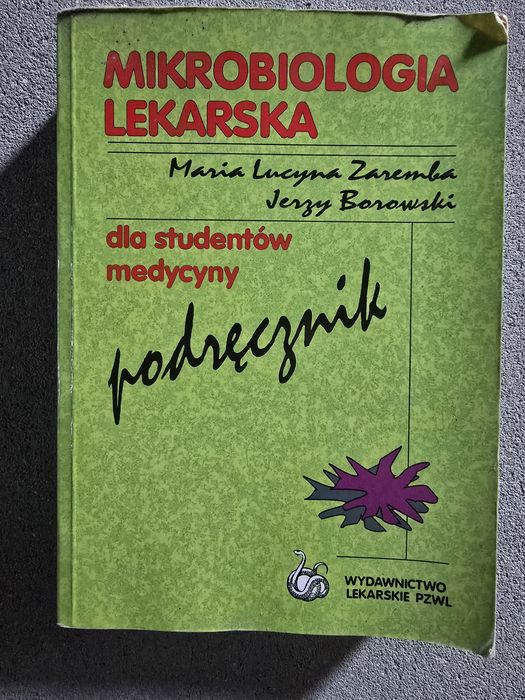 MIKROBIOLOGIA
LEKARSKA
Maria Lucyna Zaremba
Jerzy Borowski
dla studentów
medycyny
podręcznik
WYDAWNICTWO
LEKARSKIE PZWL